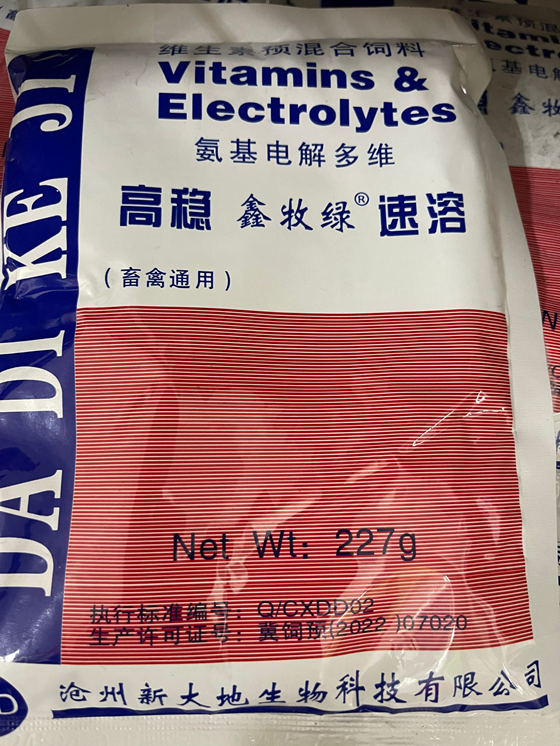 维生素预混合饲料
Vitamins &
Electrolytes
氨基电解多维
高稳 鑫牧绿® 速溶
(畜禽通用)
DA DI KE JI
Net Wt: 227g
执行标准编号: Q/CXDD02
生产许可证号: 冀饲预(2022)07020
沧州新大地生物科技有限公司